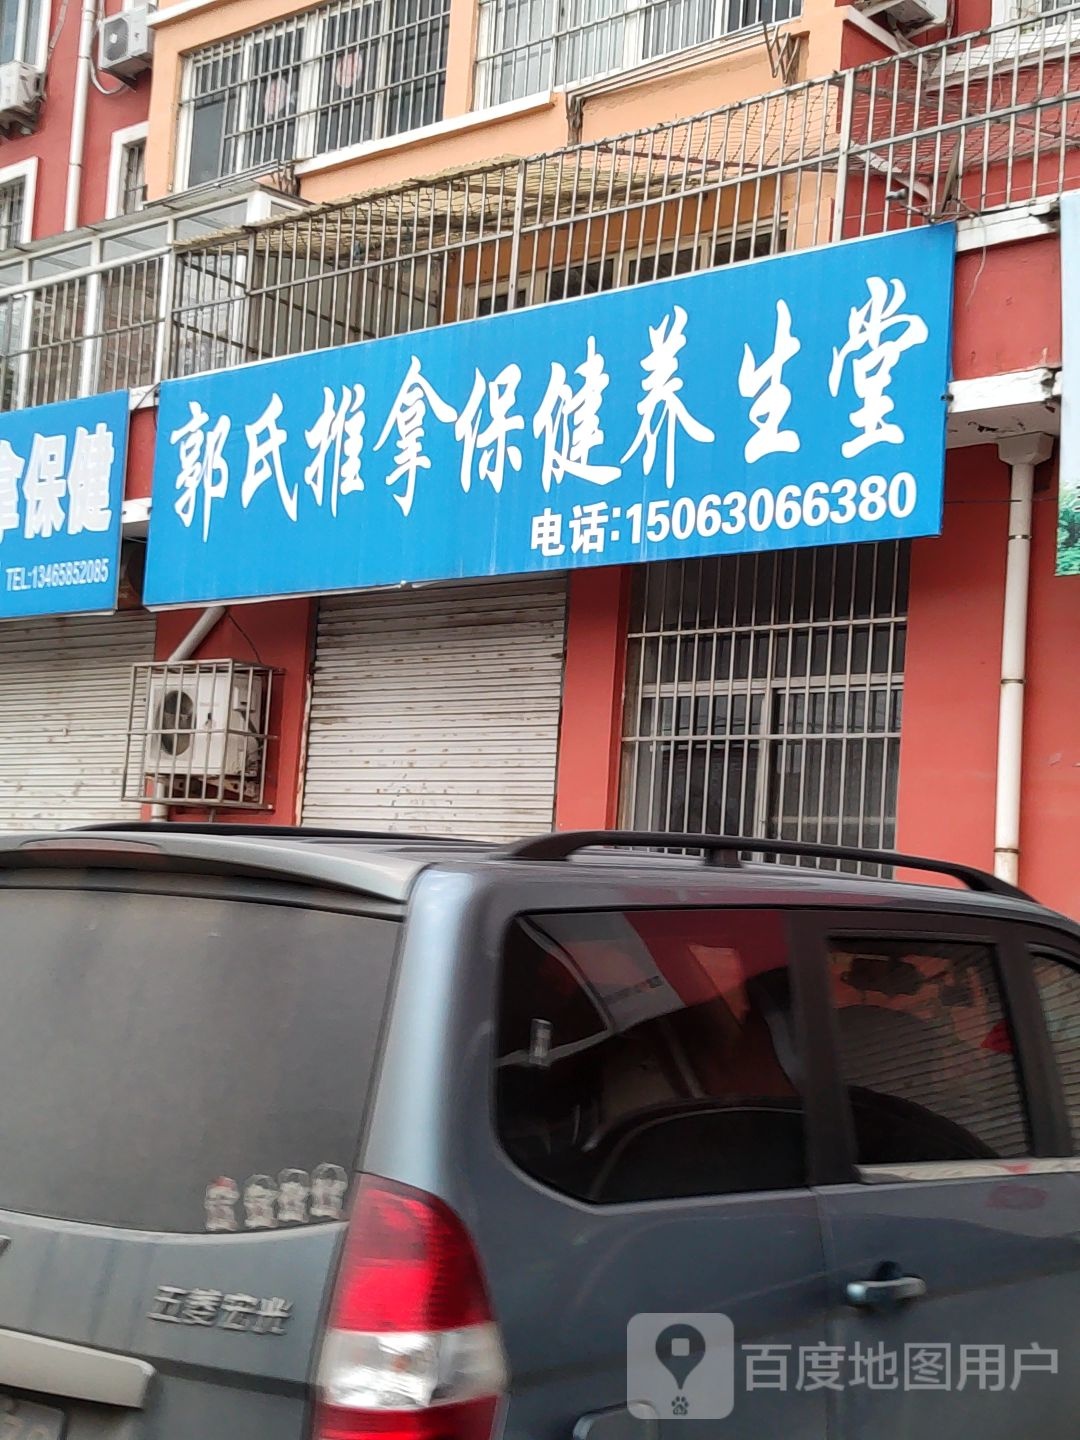 郭氏推拿保健养生堂
电话:15063066380
拿保健
TEL:13465852085
五菱宏光
百度地图用户